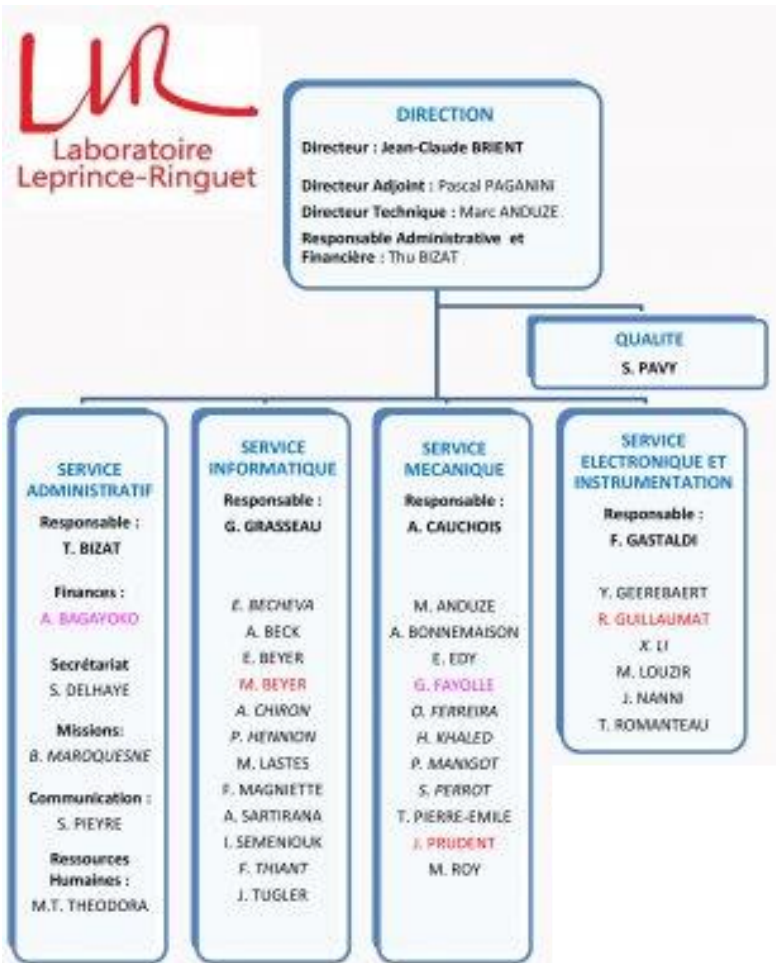 LLR
Laboratoire
Leprince-Ringuet
DIRECTION
Directeur : Jean-Claude BRIENT
Directeur Adjoint : Pascal PAGANINI
Directeur Technique : Marc ANDUZE
Responsable Administrative et
Financière : Thu BIZAT
QUALITE
S. PAVY
SERVICE
ADMINISTRATIF
Responsable :
T. BIZAT
Finances :
A. BAGAYOKO
Secrétariat
S. DELHAYE
Missions:
B. MAROQUESNE
Communication :
S. PIEYRE
Ressources
Humaines :
M.T. THEODORA
SERVICE
INFORMATIQUE
Responsable :
G. GRASSEAU
E. BECHEVA
A. BECK
E. BEYER
M. BEYER
A. CHIRON
P. HENNION
M. LASTES
F. MAGNIETTE
A. SARTIRANA
I. SEMENIOUK
F. THIANT
J. TUGLER
SERVICE
MECANIQUE
Responsable :
A. CAUCHOIS
M. ANDUZE
A. BONNEMAISON
E. EDY
G. FAYOLLE
O. FERREIRA
H. KHALED
P. MANIGOT
S. PERROT
T. PIERRE-EMILE
J. PRUDENT
M. ROY
SERVICE
ELECTRONIQUE ET
INSTRUMENTATION
Responsable :
F. GASTALDI
Y. GEEREBAERT
R. GUILLAUMAT
X. LI
M. LOUZIR
J. NANNI
T. ROMANTEAU